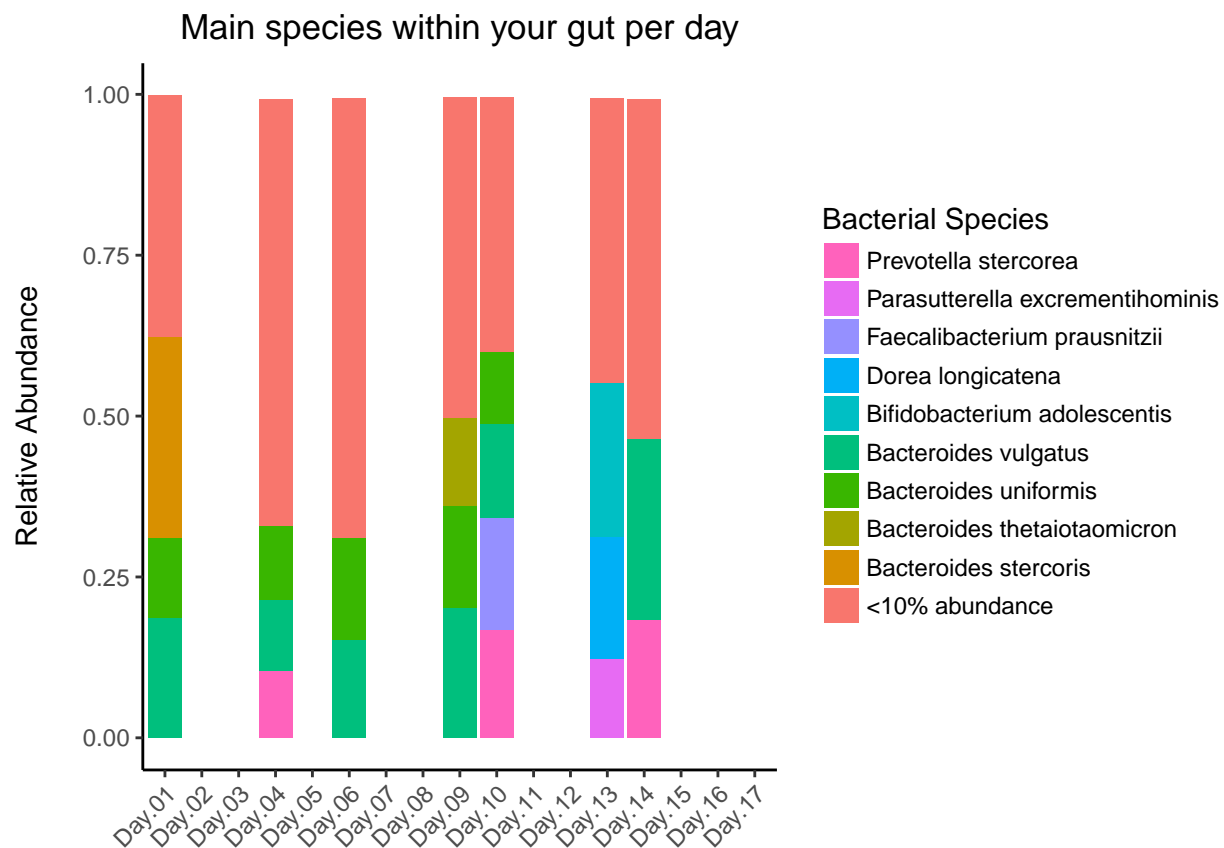 Main species within your gut per day
1.00
0.75
0.50
0.25
0.00
Relative Abundance
Day.01
Day.02
Day.03
Day.04
Day.05
Day.06
Day.07
Day.08
Day.09
Day.10
Day.11
Day.12
Day.13
Day.14
Day.15
Day.16
Day.17
Bacterial Species
Prevotella stercorea
Parasutterella excrementihominis
Faecalibacterium prausnitzii
Dorea longicatena
Bifidobacterium adolescentis
Bacteroides vulgatus
Bacteroides uniformis
Bacteroides thetaiotaomicron
Bacteroides stercoris
<10% abundance